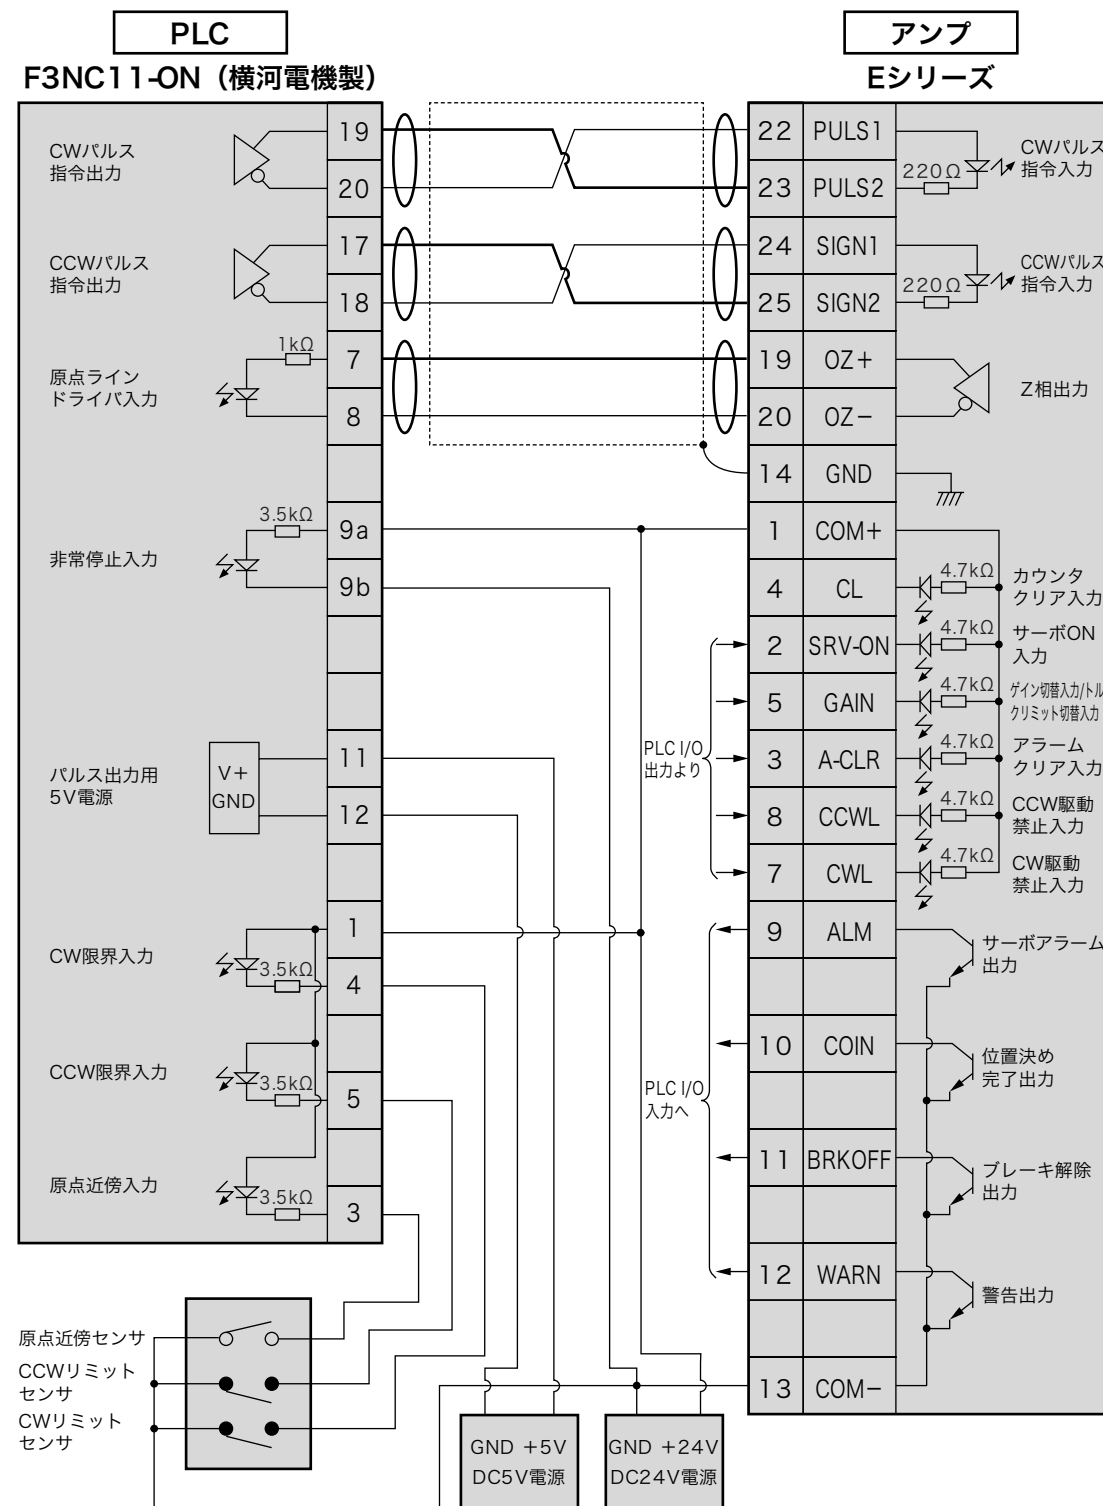 PLC
F3NC11-ON（横河電機製）
CWパルス
指令出力
19
20
CCWパルス
指令出力
17
18
原点ライン
ドライバ入力
1kΩ
7
8
非常停止入力
3.5kΩ
9a
9b
パルス出力用
5V電源
V+
GND
11
12
CW限界入力
3.5kΩ
1
4
CCW限界入力
3.5kΩ
5
原点近傍入力
3.5kΩ
3
原点近傍センサ
CCWリミット
センサ
CWリミット
センサ
GND +5V
DC5V電源
GND +24V
DC24V電源
PLC I/O
出力より
PLC I/O
入力へ
アンプ
Eシリーズ
22 PULS1
23 PULS2
220Ω
CWパルス
指令入力
24 SIGN1
25 SIGN2
220Ω
CCWパルス
指令入力
19 OZ+
20 OZ−
Z相出力
14 GND
1 COM+
4 CL 4.7kΩ
カウンタ
クリア入力
2 SRV-ON 4.7kΩ
サーボON
入力
5 GAIN 4.7kΩ
ゲイン切替入力/トル
クリミット切替入力
3 A-CLR 4.7kΩ
アラーム
クリア入力
8 CCWL 4.7kΩ
CCW駆動
禁止入力
7 CWL 4.7kΩ
CW駆動
禁止入力
9 ALM
サーボアラーム
出力
10 COIN
位置決め
完了出力
11 BRKOFF
ブレーキ解除
出力
12 WARN
警告出力
13 COM−